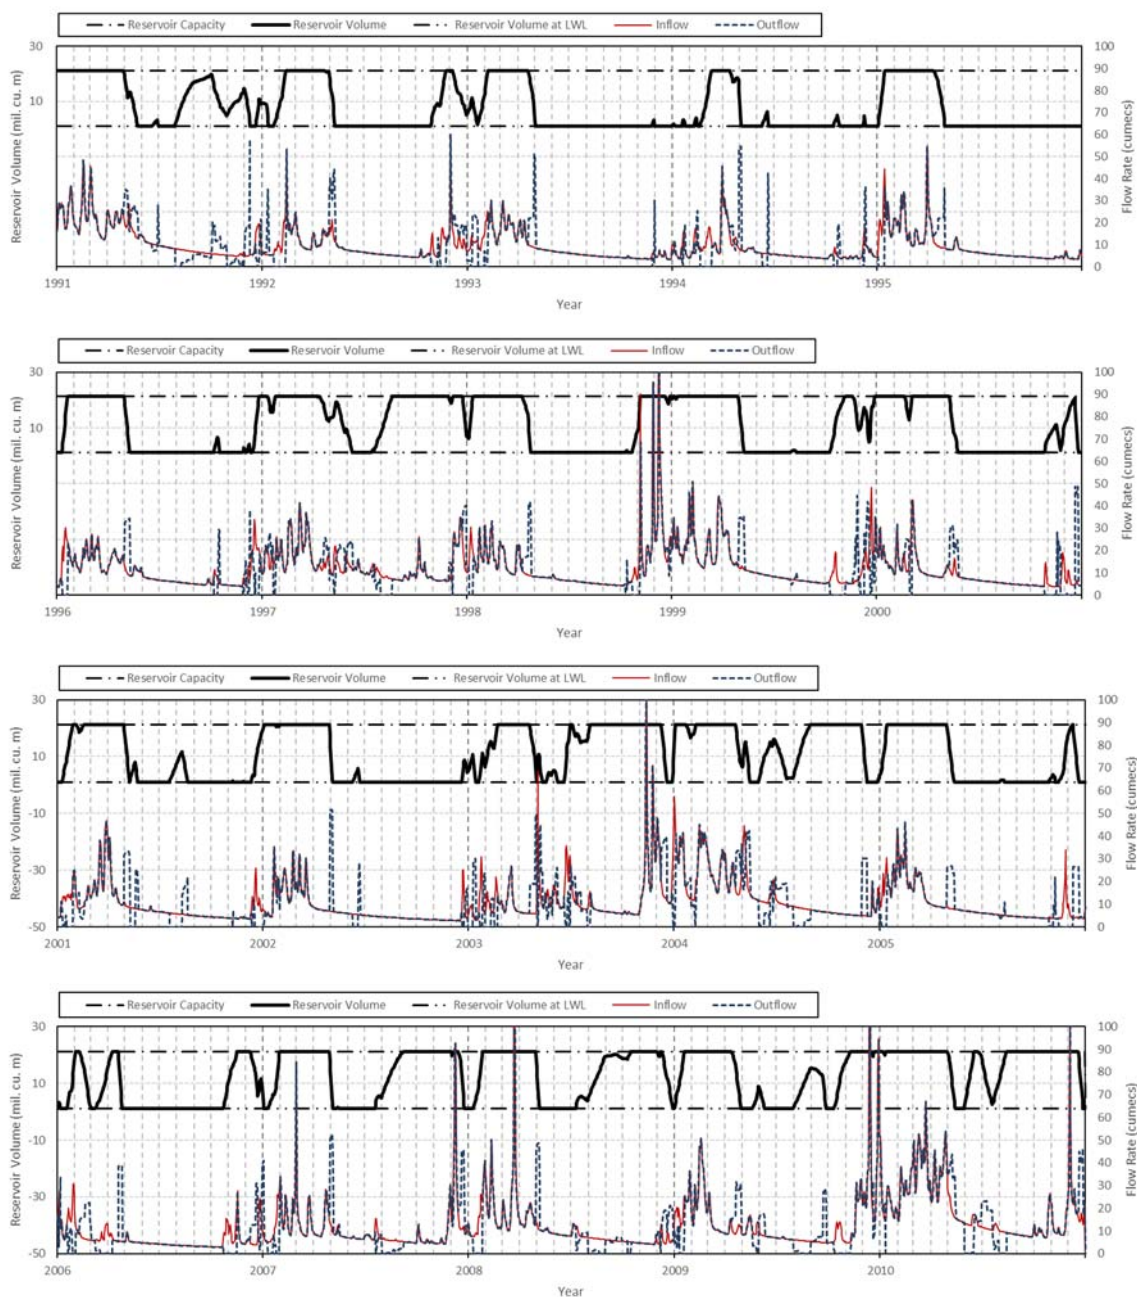 Reservoir Capacity Reservoir Volume Reservoir Volume at LWL Inflow Outflow
30 100
90
80
10 70
60
50
40
30
20
10
0
Reservoir Volume (mil. cu. m)
Flow Rate (cumecs)
1991 1992 1993 1994 1995
Year
Reservoir Capacity Reservoir Volume Reservoir Volume at LWL Inflow Outflow
30 100
90
80
10 70
60
50
40
30
20
10
0
Reservoir Volume (mil. cu. m)
Flow Rate (cumecs)
1996 1997 1998 1999 2000
Year
Reservoir Capacity Reservoir Volume Reservoir Volume at LWL Inflow Outflow
30 100
90
80
10 70
60
-10 50
40
-30 30
20
10
-50 0
Reservoir Volume (mil. cu. m)
Flow Rate (cumecs)
2001 2002 2003 2004 2005
Year
Reservoir Capacity Reservoir Volume Reservoir Volume at LWL Inflow Outflow
30 100
90
80
10 70
60
-10 50
40
-30 30
20
10
-50 0
Reservoir Volume (mil. cu. m)
Flow Rate (cumecs)
2006 2007 2008 2009 2010
Year